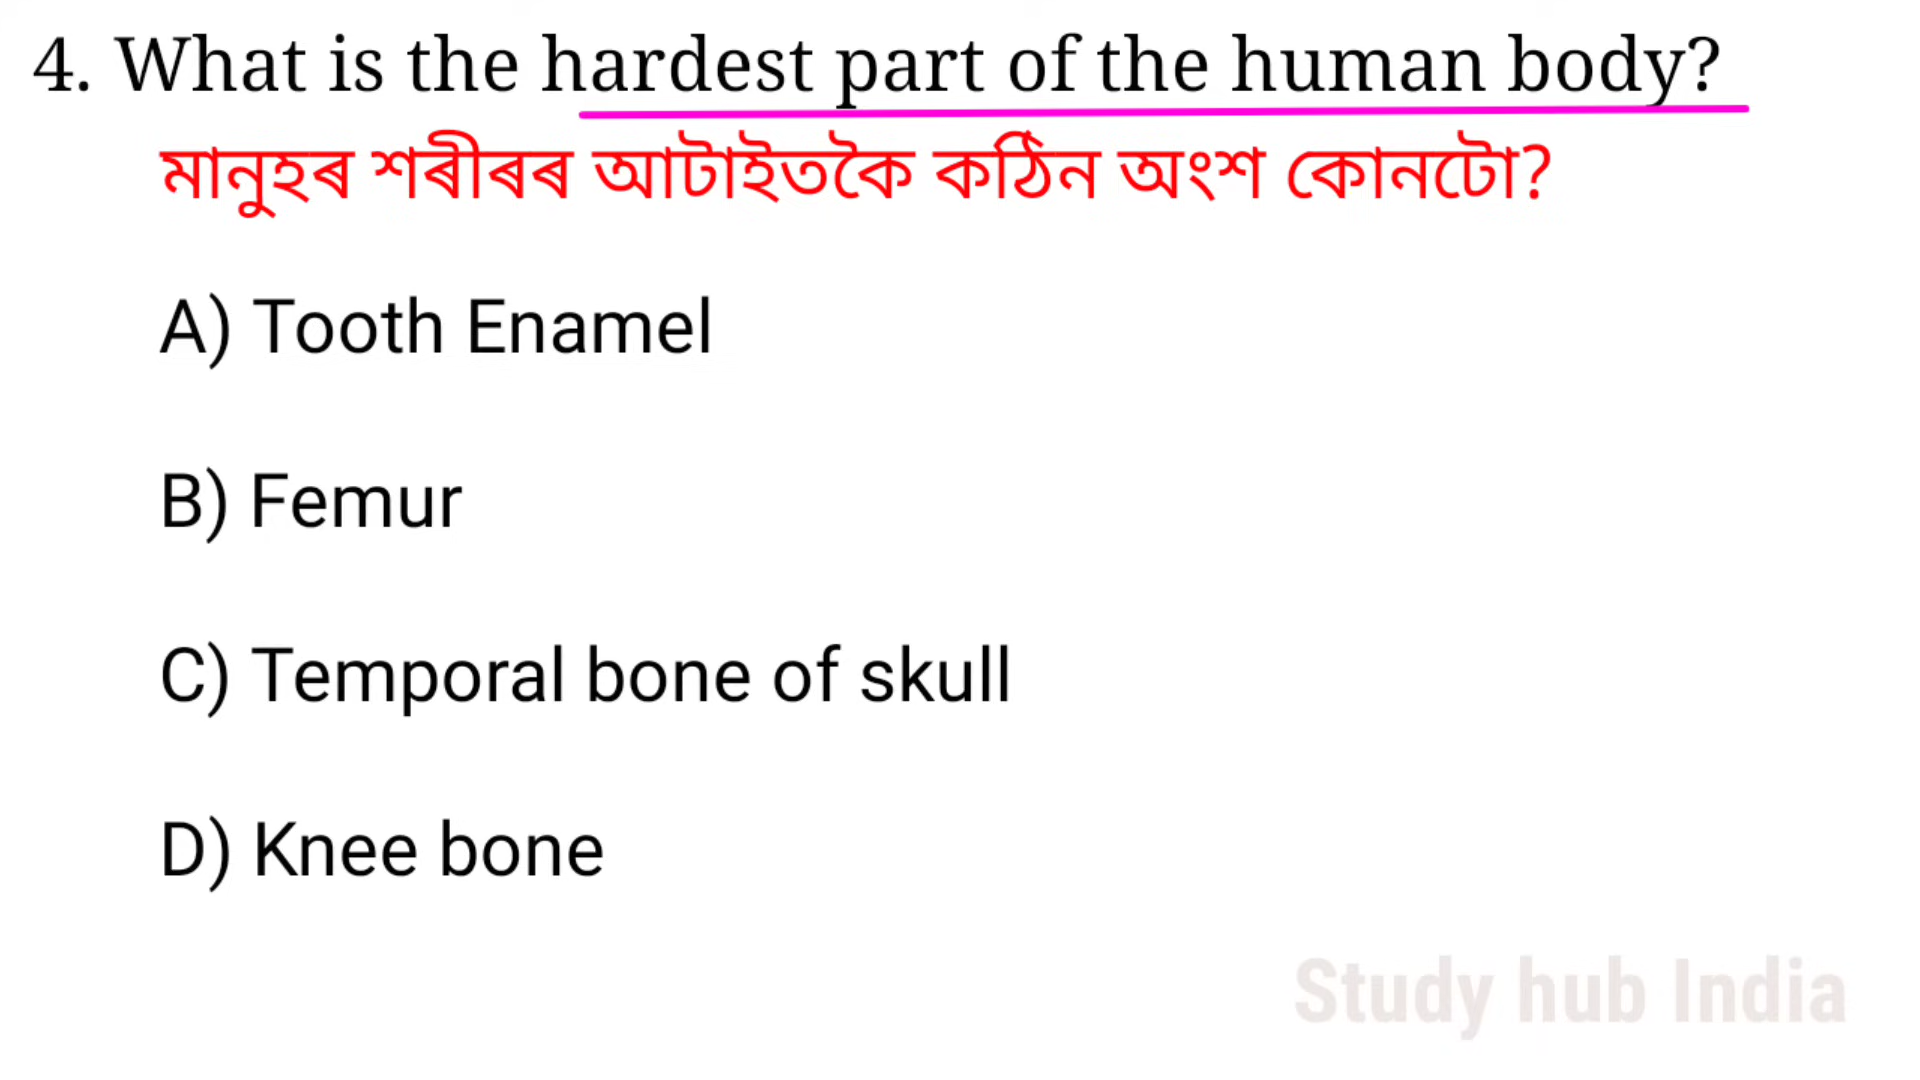 4. What is the hardest part of the human body?
মানুহৰ শৰীৰৰ আটাইতকৈ কঠিন অংশ কোনটো?
A) Tooth Enamel
B) Femur
C) Temporal bone of skull
D) Knee bone
Study hub India